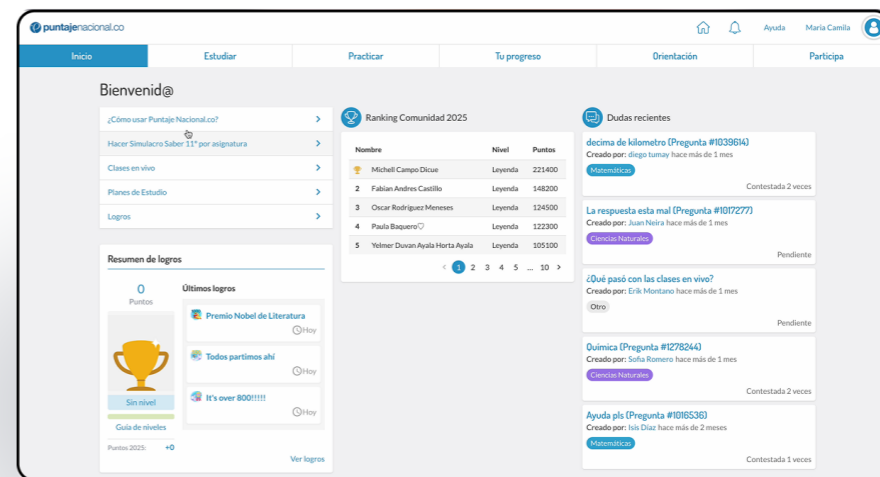 puntajenacional.co
Ayuda
Maria Camila
Inicio
Estudiar
Practicar
Tu progreso
Orientación
Participa
Bienvenid@
¿Cómo usar Puntaje Nacional.co?
Hacer Simulacro Saber 11° por asignatura
Clases en vivo
Planes de Estudio
Logros
Resumen de logros
0
Puntos
Sin nivel
Guía de niveles
Puntos 2025: +0
Últimos logros
Premio Nobel de Literatura
Hoy
Todos partimos ahí
Hoy
It's over 800!!!!!
Hoy
Ver logros
Ranking Comunidad 2025
Nombre Nivel Puntos
Michell Campo Dicue Leyenda 221400
2 Fabian Andres Castillo Leyenda 148200
3 Oscar Rodriguez Meneses Leyenda 124500
4 Paula Baquero♡ Leyenda 122300
5 Yelmer Duvan Ayala Horta Ayala Leyenda 105100
< 1 2 3 4 5 ... 10 >
Dudas recientes
decima de kilometro (Pregunta #1039614)
Creado por: diego tumay hace más de 1 mes
Matemáticas
Contestada 2 veces
La respuesta esta mal (Pregunta #1017277)
Creado por: Juan Neira hace más de 1 mes
Ciencias Naturales
Pendiente
¿Qué pasó con las clases en vivo?
Creado por: Erik Montano hace más de 1 mes
Otro
Pendiente
Química (Pregunta #1278244)
Creado por: Sofia Romero hace más de 1 mes
Ciencias Naturales
Contestada 2 veces
Ayuda pls (Pregunta #1016536)
Creado por: Isis Díaz hace más de 2 meses
Matemáticas
Contestada 1 veces